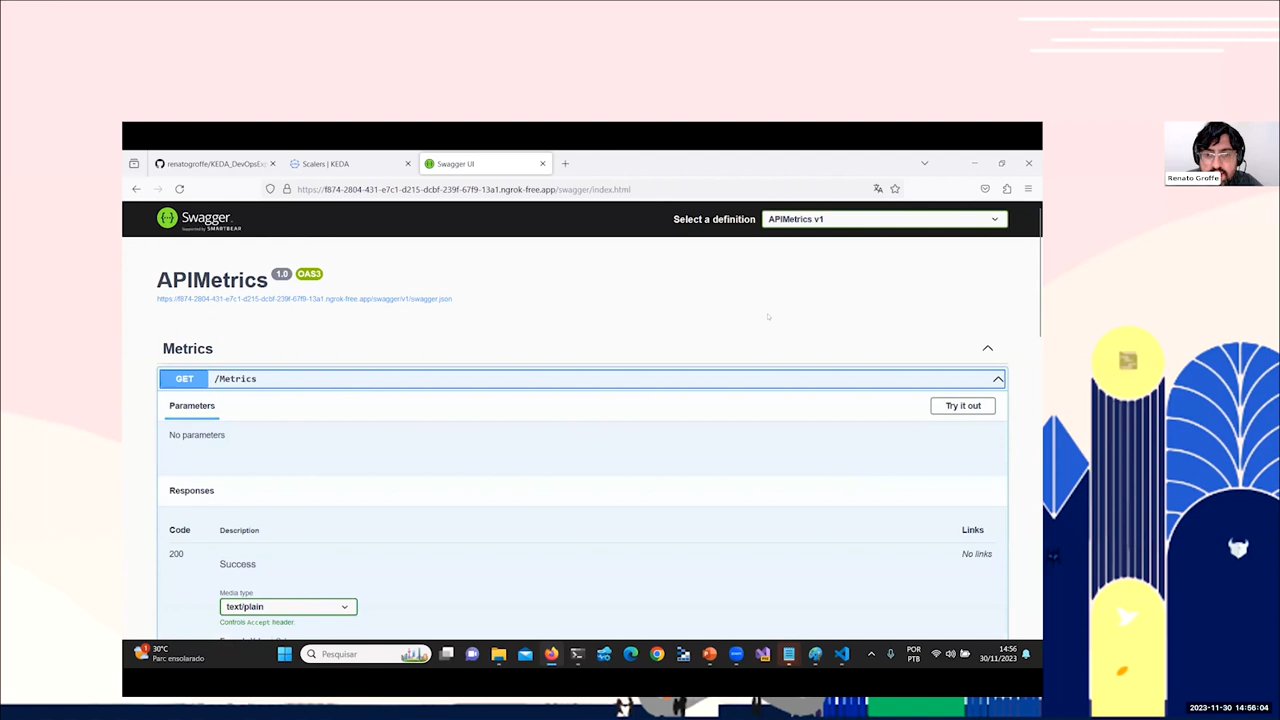 renatogroffe/KEDA_DevOpsEx
Scalers | KEDA
Swagger UI
https://f874-2804-431-e7c1-d215-dcbf-239f-67f9-13a1.ngrok-free.app/swagger/index.html
Renato Groffe
Swagger
Supported by SMARTBEAR
Select a definition
APIMetrics v1
APIMetrics 1.0 OAS3
https://f874-2804-431-e7c1-d215-dcbf-239f-67f9-13a1.ngrok-free.app/swagger/v1/swagger.json
Metrics
GET /Metrics
Parameters
Try it out
No parameters
Responses
Code Description Links
200 Success No links
Media type
text/plain
Controls Accept header.
1
30°C
Parc ensolarado
Pesquisar
POR
PTB
14:56
30/11/2023
2023-11-30 14:56:04